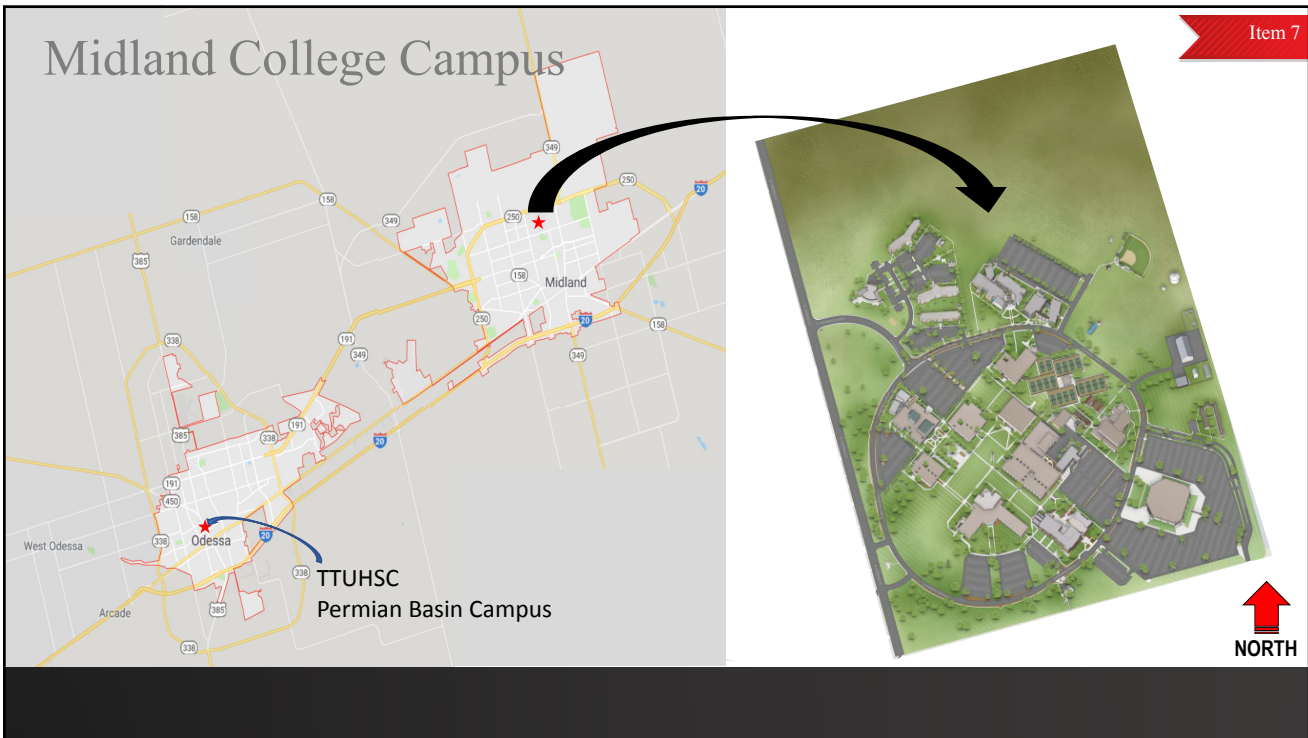 Midland College Campus
Item 7
349
250
250
20
158
158
349
Gardendale
385
250
158
Midland
250
20
158
349
338
191
349
385
338
191
20
191
450
West Odessa
338
Odessa
20
338
TTUHSC
Permian Basin Campus
Arcade
385
338
NORTH